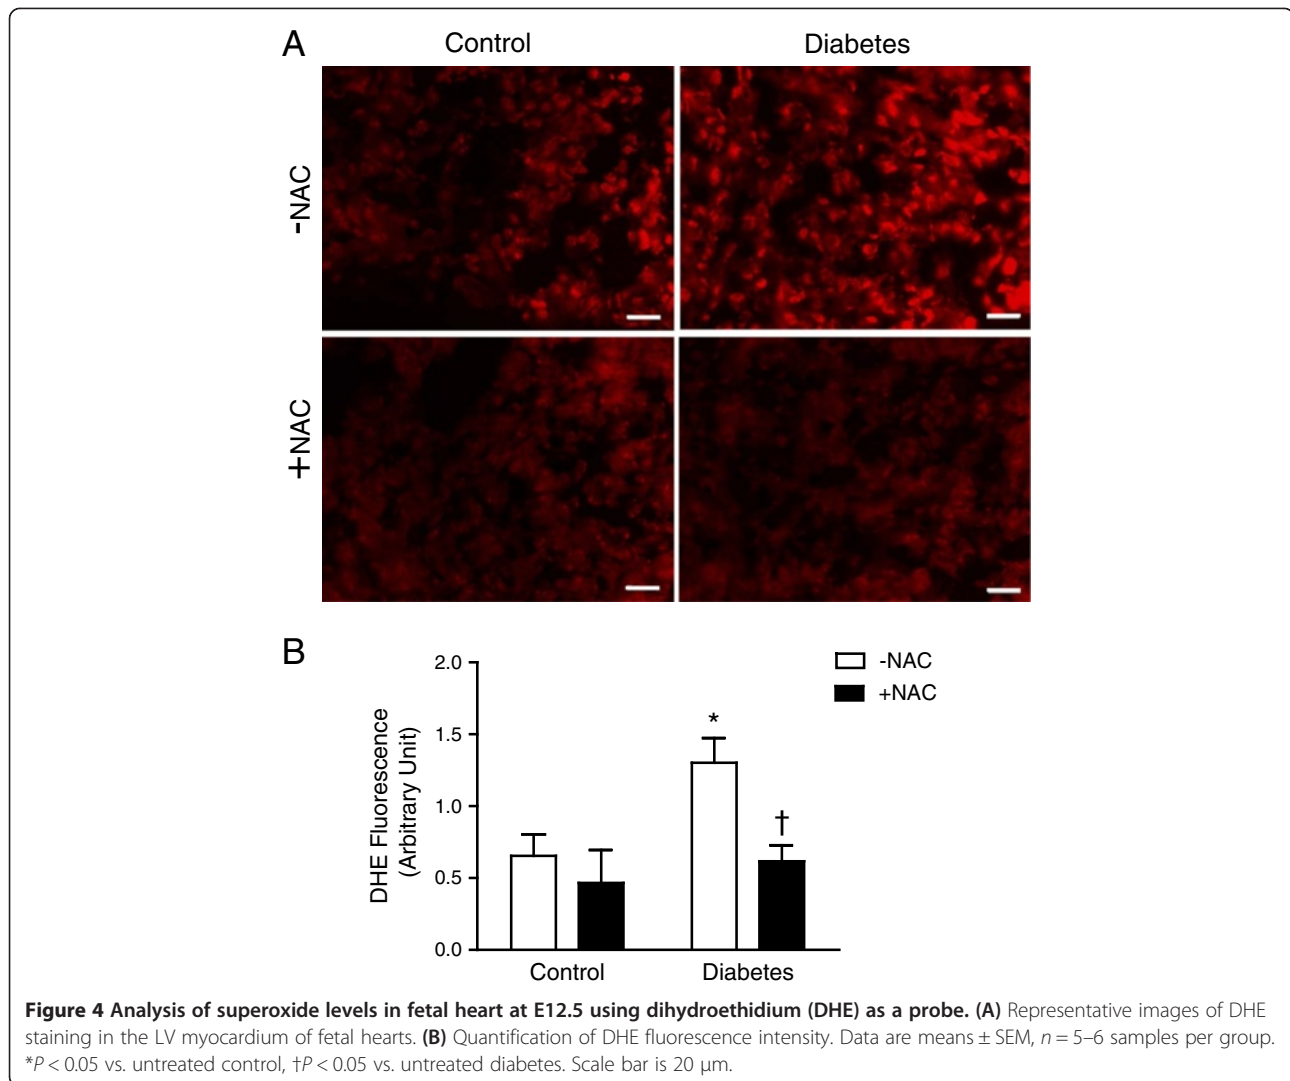 A
Control
Diabetes
-NAC
+NAC
B
-NAC
+NAC
DHE Fluorescence
(Arbitrary Unit)
2.0
1.5
1.0
0.5
0.0
*
†
Control
Diabetes
Figure 4 Analysis of superoxide levels in fetal heart at E12.5 using dihydroethidium (DHE) as a probe. (A) Representative images of DHE
staining in the LV myocardium of fetal hearts. (B) Quantification of DHE fluorescence intensity. Data are means ± SEM, n = 5–6 samples per group.
*P < 0.05 vs. untreated control, †P < 0.05 vs. untreated diabetes. Scale bar is 20 μm.